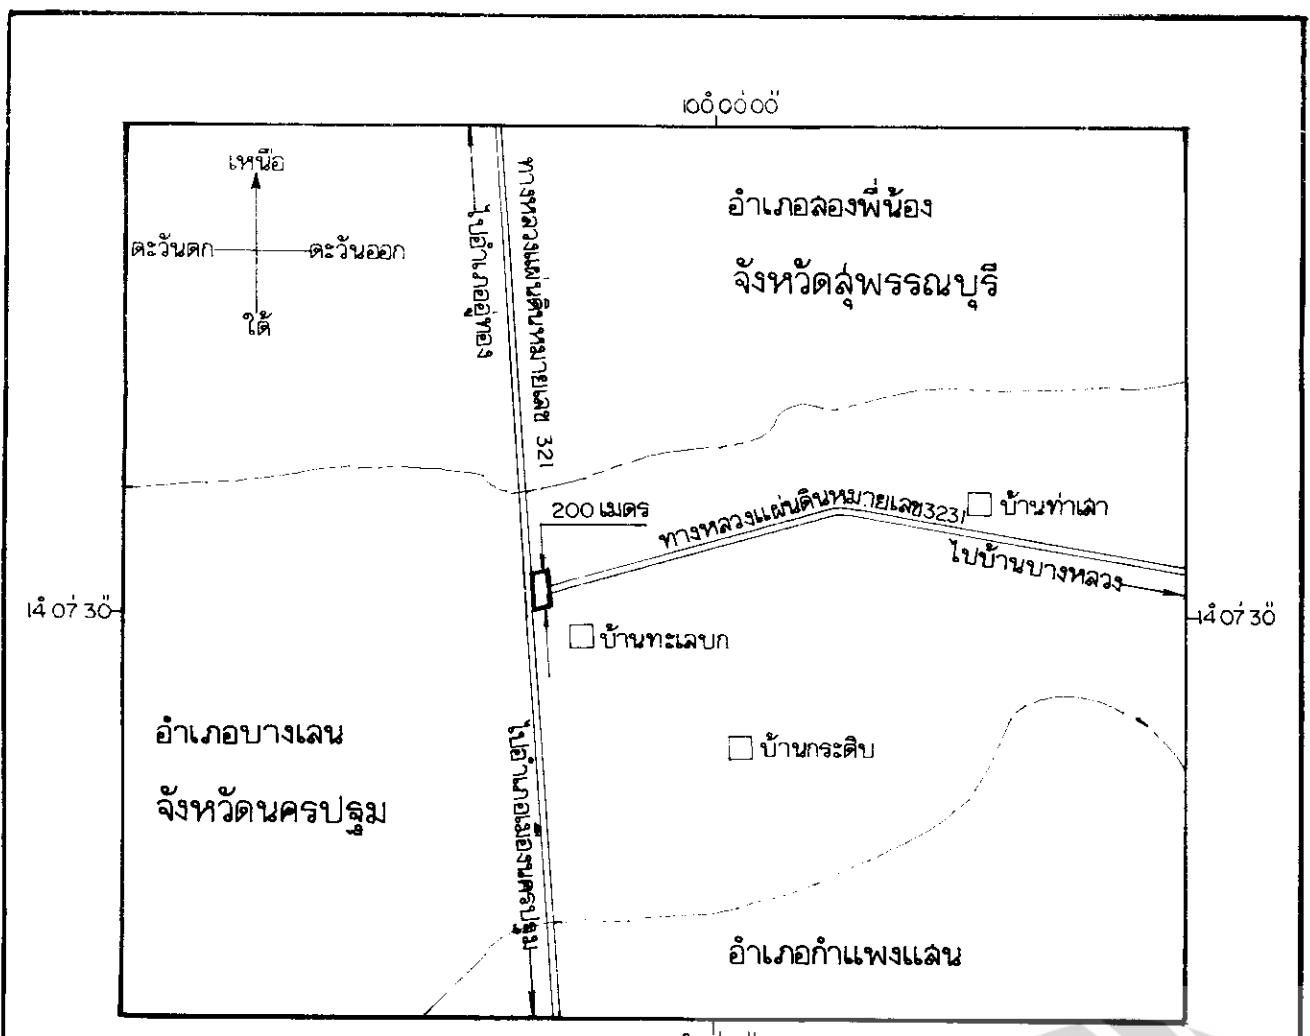 100°00'00"
เหนือ
ตะวันตก
ตะวันออก
ใต้
ไปอำเภออู่ทอง
ทางหลวงแผ่นดินหมายเลข 321
อำเภอสองพี่น้อง
จังหวัดสุพรรณบุรี
200 เมตร
ทางหลวงแผ่นดินหมายเลข3231
บ้านท่าเสา
ไปบ้านบางหลวง
14°07'30"
14°07'30"
บ้านทะเลบก
อำเภอบางเลน
จังหวัดนครปฐม
บ้านกระตีบ
ไปอำเภอเมืองนครปฐม
อำเภอกำแพงแสน